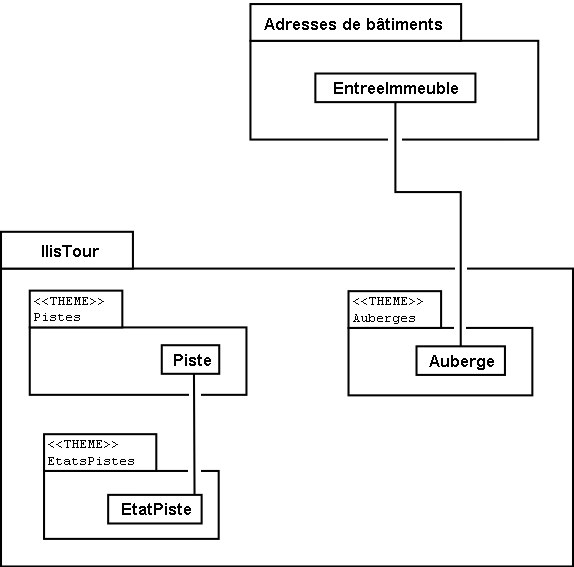 Adresses de bâtiments
EntreeImmeuble
IlisTour
<<THEME>>
Pistes
Piste
<<THEME>>
Auberges
Auberge
<<THEME>>
EtatsPistes
EtatPiste